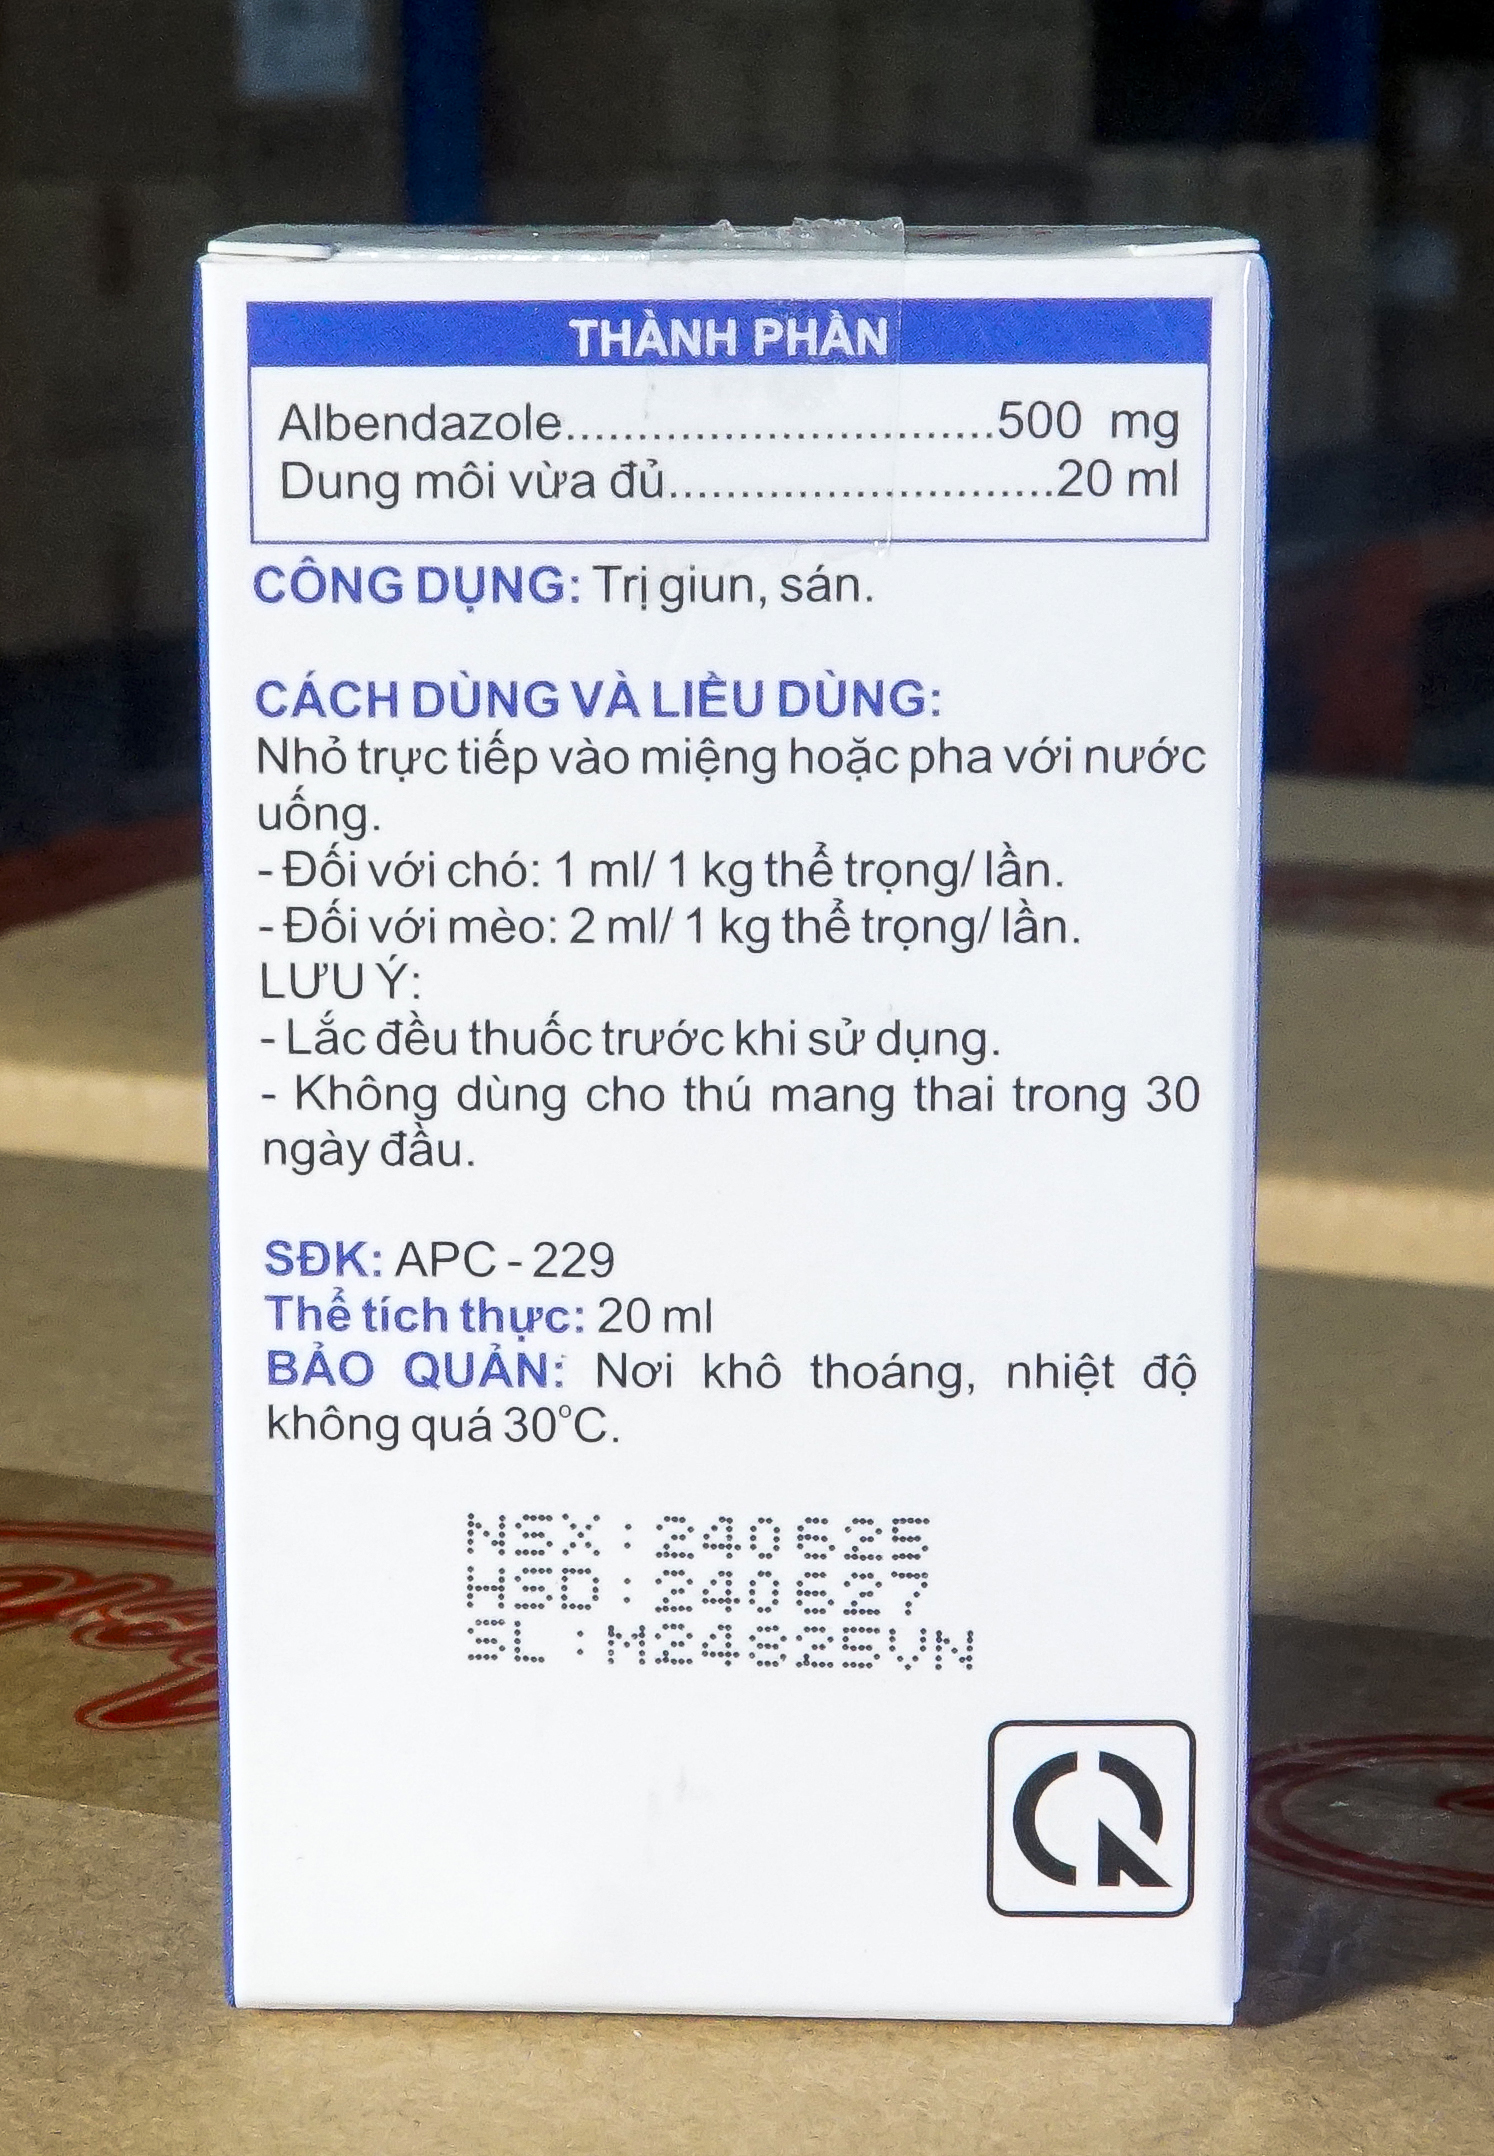 THÀNH PHẦN
Albendazole..............................500 mg
Dung môi vừa đủ...........................20 ml
CÔNG DỤNG: Trị giun, sán.
CÁCH DÙNG VÀ LIỀU DÙNG:
Nhỏ trực tiếp vào miệng hoặc pha với nước
uống.
- Đối với chó: 1 ml/ 1 kg thể trọng/ lần.
- Đối với mèo: 2 ml/ 1 kg thể trọng/ lần.
LƯU Ý:
- Lắc đều thuốc trước khi sử dụng.
- Không dùng cho thú mang thai trong 30
ngày đầu.
SĐK: APC - 229
Thể tích thực: 20 ml
BẢO QUẢN: Nơi khô thoáng, nhiệt độ
không quá 30°C.
NSX: 240625
HSD: 240627
SL: M24825VN